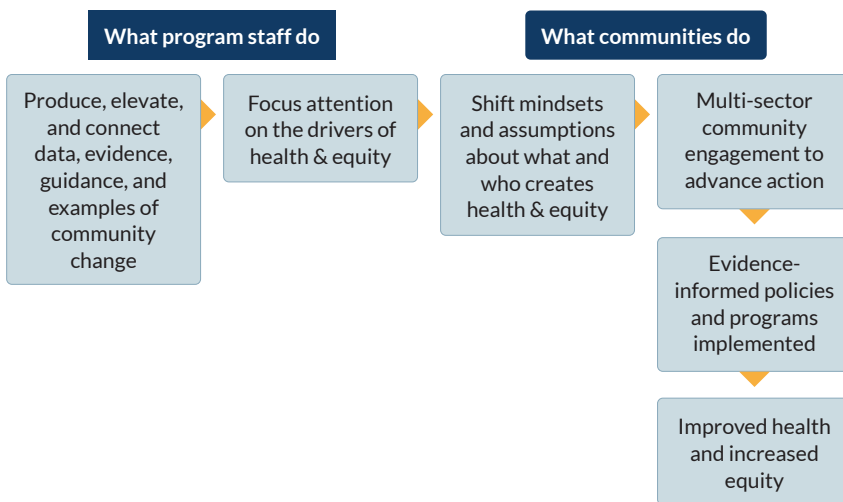 What program staff do
What communities do
Produce, elevate,
and connect
data, evidence,
guidance, and
examples of
community
change
Focus attention
on the drivers of
health & equity
Shift mindsets
and assumptions
about what and
who creates
health & equity
Multi-sector
community
engagement to
advance action
Evidence-
informed policies
and programs
implemented
Improved health
and increased
equity